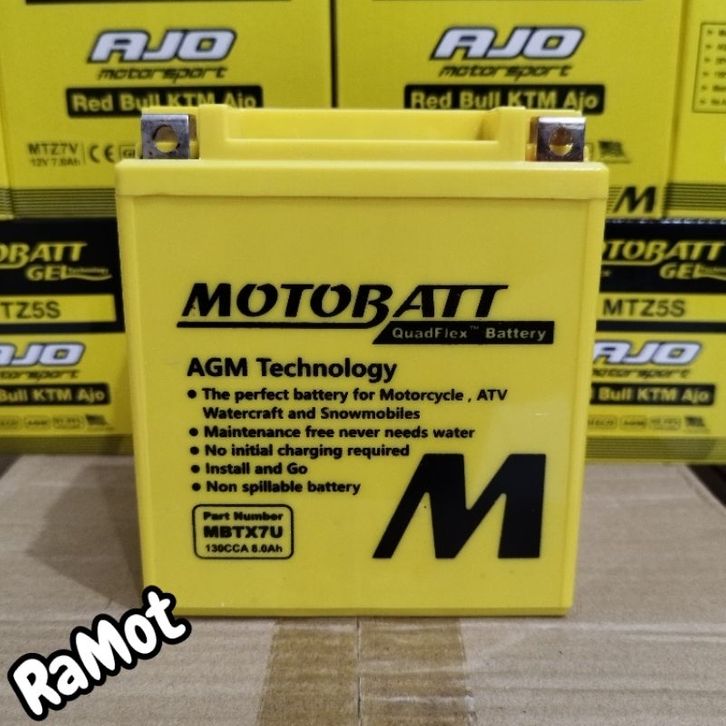 AJO
motorsport
Red Bull KTM Ajo
MTZ7V
12V 7.0Ah
CE
AJO
motorsport
Red Bull KTM Ajo
M
MOTOBATT
QuadFlex™ Battery
AGM Technology
• The perfect battery for Motorcycle , ATV
Watercraft and Snowmobiles
• Maintenance free never needs water
• No initial charging required
• Install and Go
• Non spillable battery
Part Number
MBTX7U
130CCA 8.0Ah
M
OBATT
GEL Technology
TZ5S
AJO
motorsport
Bull KTM Ajo
MOTOBATT
GEL
MTZ5S
AJO
motorsport
Bull KTM Ajo
RaMot